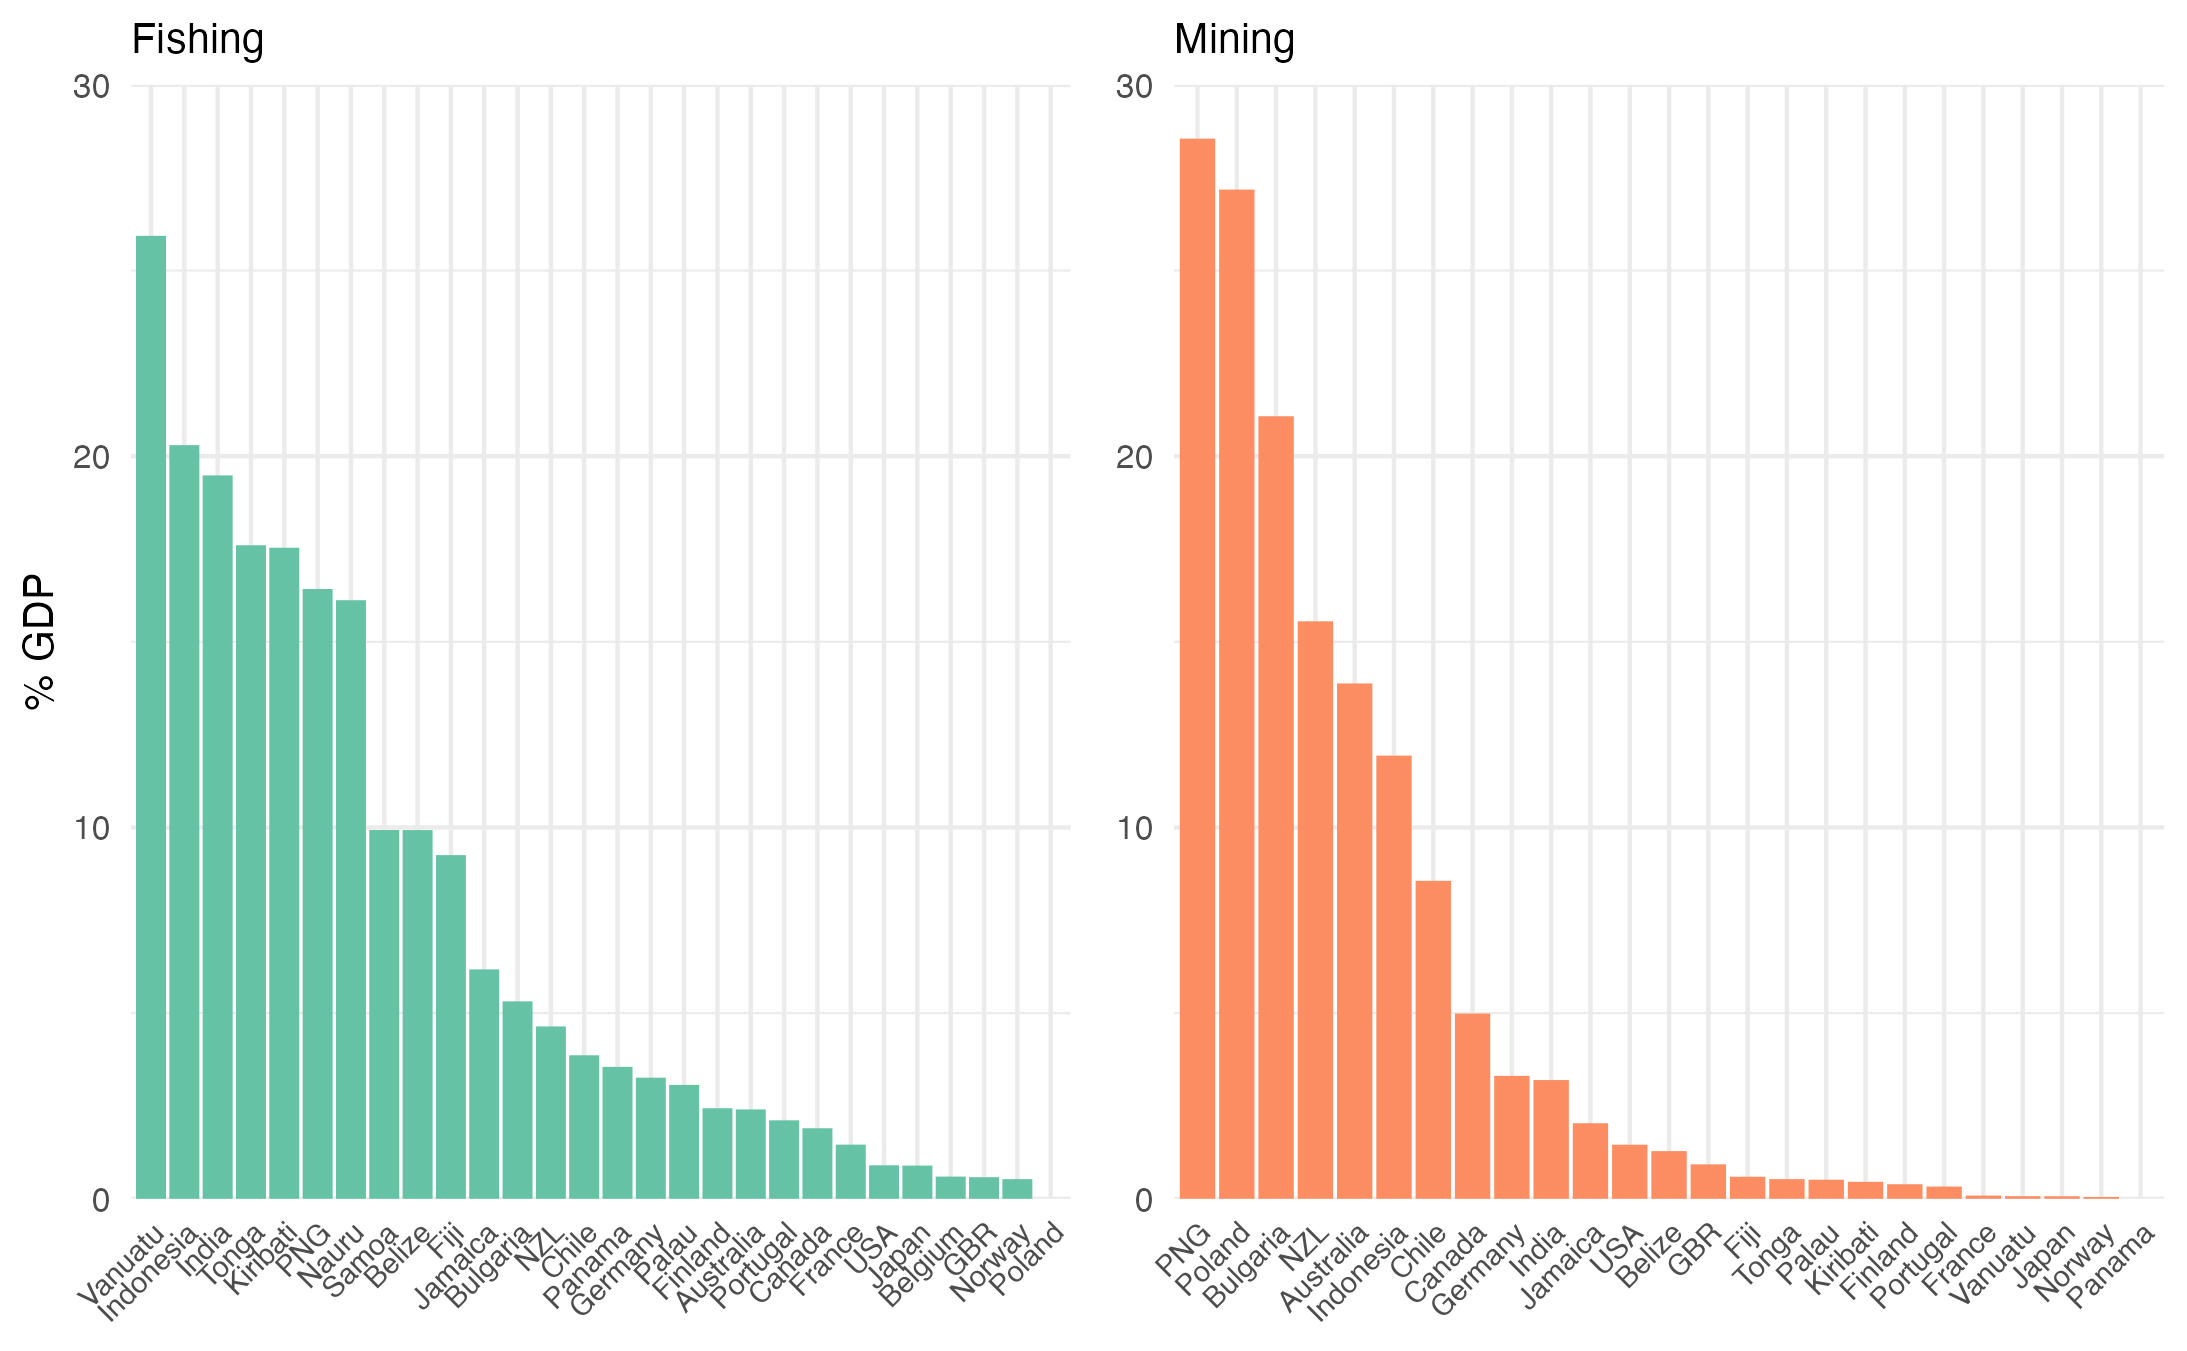 Fishing
30
20
10
0
% GDP
Vanuatu
Indonesia
India
Tonga
Kiribati
PNG
Nauru
Samoa
Belize
Fiji
Jamaica
Bulgaria
NZL
Chile
Panama
Germany
Palau
Finland
Australia
Portugal
Canada
France
USA
Japan
Belgium
GBR
Norway
Poland
Mining
30
20
10
0
PNG
Poland
Bulgaria
NZL
Australia
Indonesia
Chile
Canada
Germany
India
Jamaica
USA
Belize
GBR
Fiji
Tonga
Palau
Kiribati
Finland
Portugal
France
Vanuatu
Japan
Norway
Panama